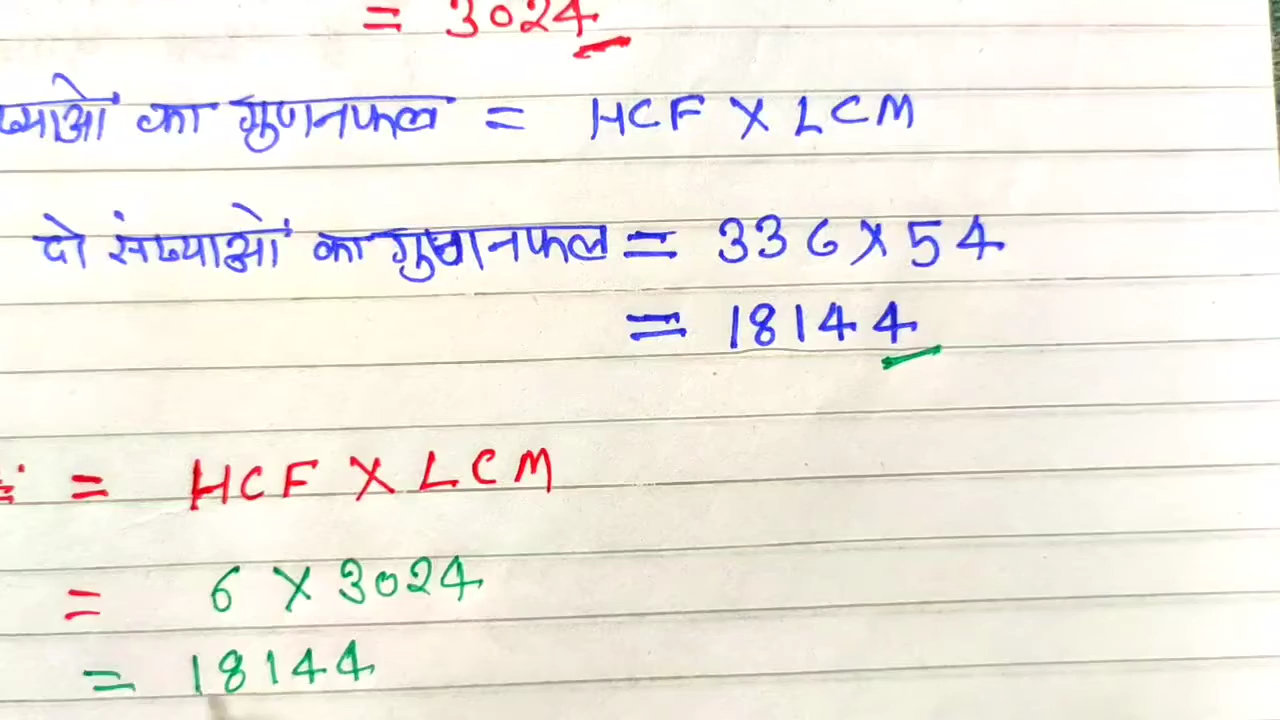 = 3024
का गुणनफल = HCF X LCM
दो संख्याओं का गुणनफल = 336 X 54
= 18144
= HCF X LCM
= 6 X 3024
= 18144